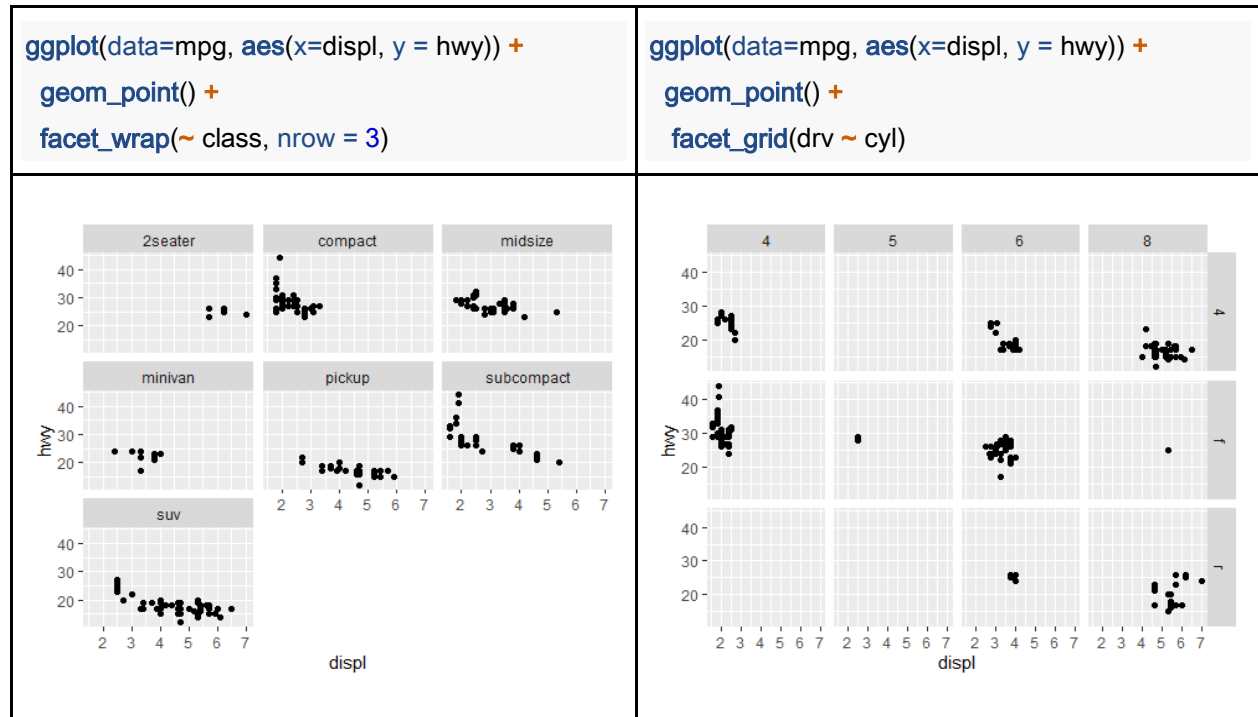 ggplot(data=mpg, aes(x=displ, y = hwy)) +
geom_point() +
facet_wrap(~ class, nrow = 3)
ggplot(data=mpg, aes(x=displ, y = hwy)) +
geom_point() +
facet_grid(drv ~ cyl)
2seater compact midsize
40
30
20
minivan pickup subcompact
40
30
20
hwy
2 3 4 5 6 7 2 3 4 5 6 7
suv
40
30
20
2 3 4 5 6 7
displ
4 5 6 8
40
30
20
4
40
30
20
f
hwy
40
30
20
r
2 3 4 5 6 7 2 3 4 5 6 7 2 3 4 5 6 7 2 3 4 5 6 7
displ